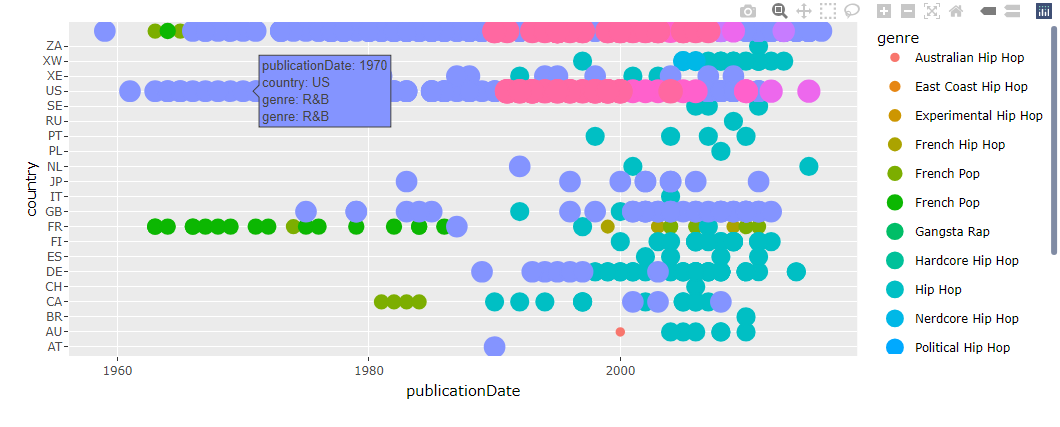 genre
ZA
XW
XE
US
SE
RU
PT
PL
NL
JP
IT
GB
FR
FI
ES
DE
CH
CA
BR
AU
AT
country
publicationDate: 1970
country: US
genre: R&B
genre: R&B
Australian Hip Hop
East Coast Hip Hop
Experimental Hip Hop
French Hip Hop
French Pop
French Pop
Gangsta Rap
Hardcore Hip Hop
Hip Hop
Nerdcore Hip Hop
Political Hip Hop
1960
1980
2000
publicationDate